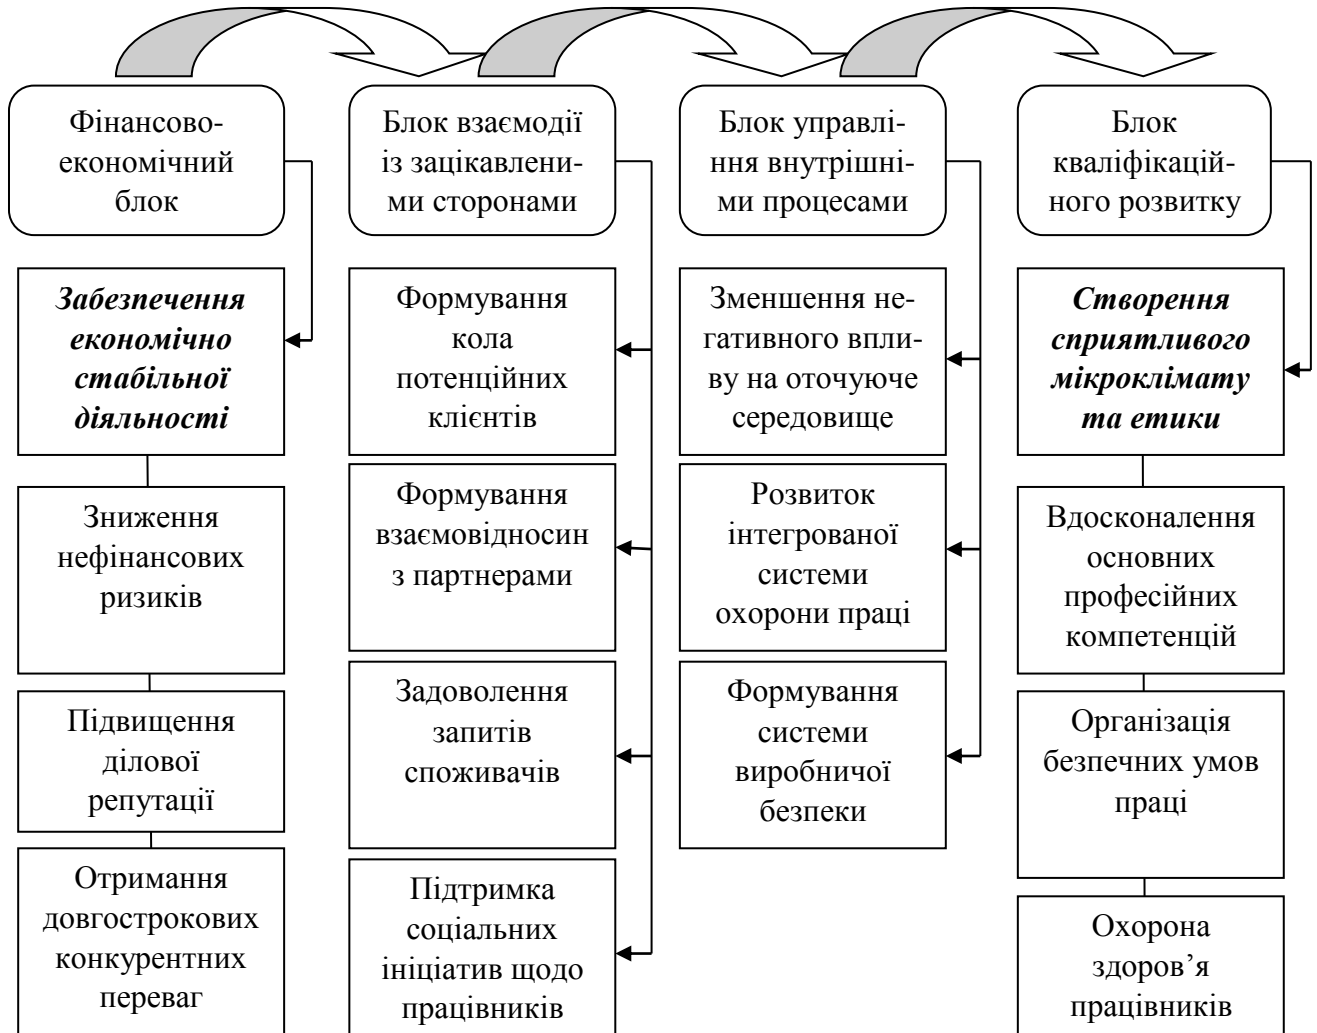 Фінансово-
економічний
блок
Блок взаємодії
із зацікавлени-
ми сторонами
Блок управлі-
ння внутрішні-
ми процесами
Блок
кваліфікацій-
ного розвитку
Забезпечення
економічно
стабільної
діяльності
Зниження
нефінансових
ризиків
Підвищення
ділової
репутації
Отримання
довгострокових
конкурентних
переваг
Формування
кола
потенційних
клієнтів
Формування
взаємовідносин
з партнерами
Задоволення
запитів
споживачів
Підтримка
соціальних
ініціатив щодо
працівників
Зменшення не-
гативного впли-
ву на оточуюче
середовище
Розвиток
інтегрованої
системи
охорони праці
Формування
системи
виробничої
безпеки
Створення
сприятливого
мікроклімату
та етики
Вдосконалення
основних
професійних
компетенцій
Організація
безпечних умов
праці
Охорона
здоров’я
працівників